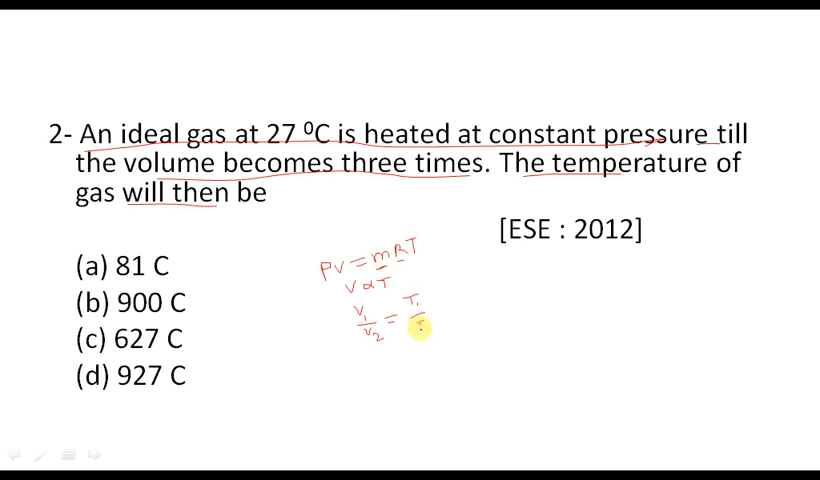 2- An ideal gas at 27 ⁰C is heated at constant pressure till
the volume becomes three times. The temperature of
gas will then be
[ESE : 2012]
(a) 81 C
(b) 900 C
(c) 627 C
(d) 927 C
PV = mRT
V ∝ T
V₁/V₂ = T₁/T